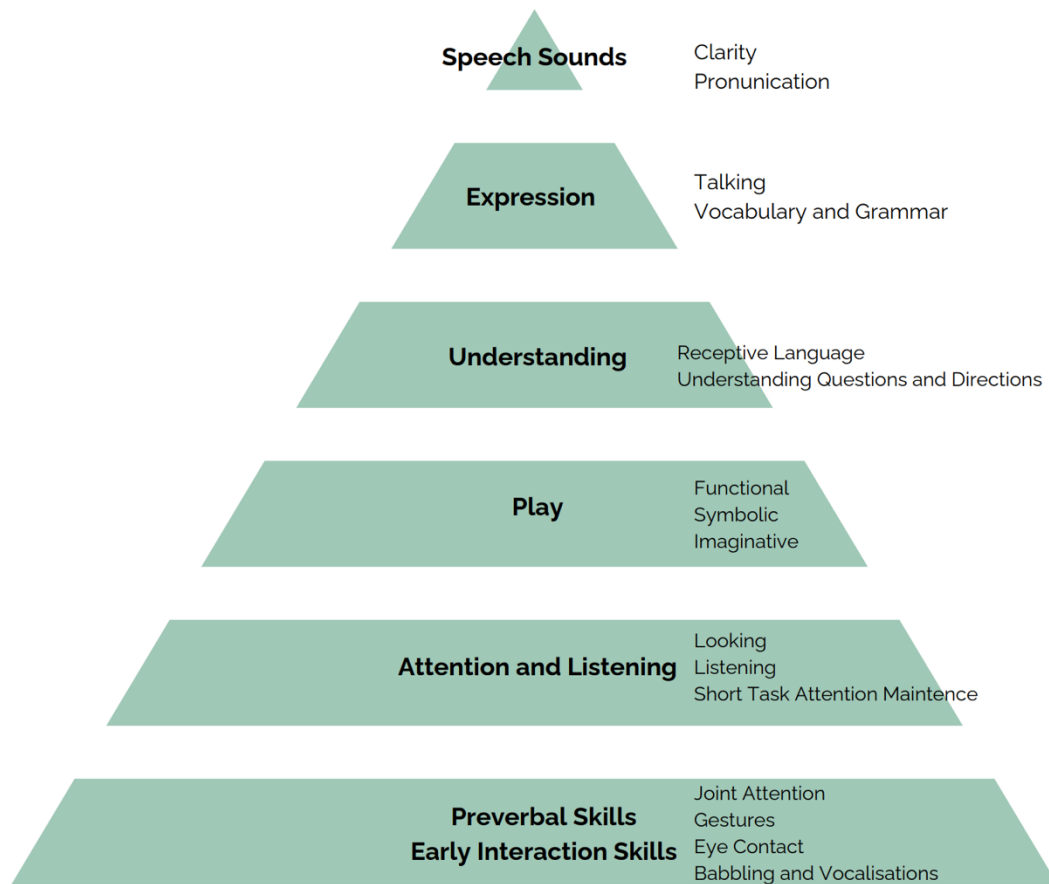 Speech Sounds
Clarity
Pronunication
Expression
Talking
Vocabulary and Grammar
Understanding
Receptive Language
Understanding Questions and Directions
Play
Functional
Symbolic
Imaginative
Attention and Listening
Looking
Listening
Short Task Attention Maintence
Preverbal Skills
Early Interaction Skills
Joint Attention
Gestures
Eye Contact
Babbling and Vocalisations